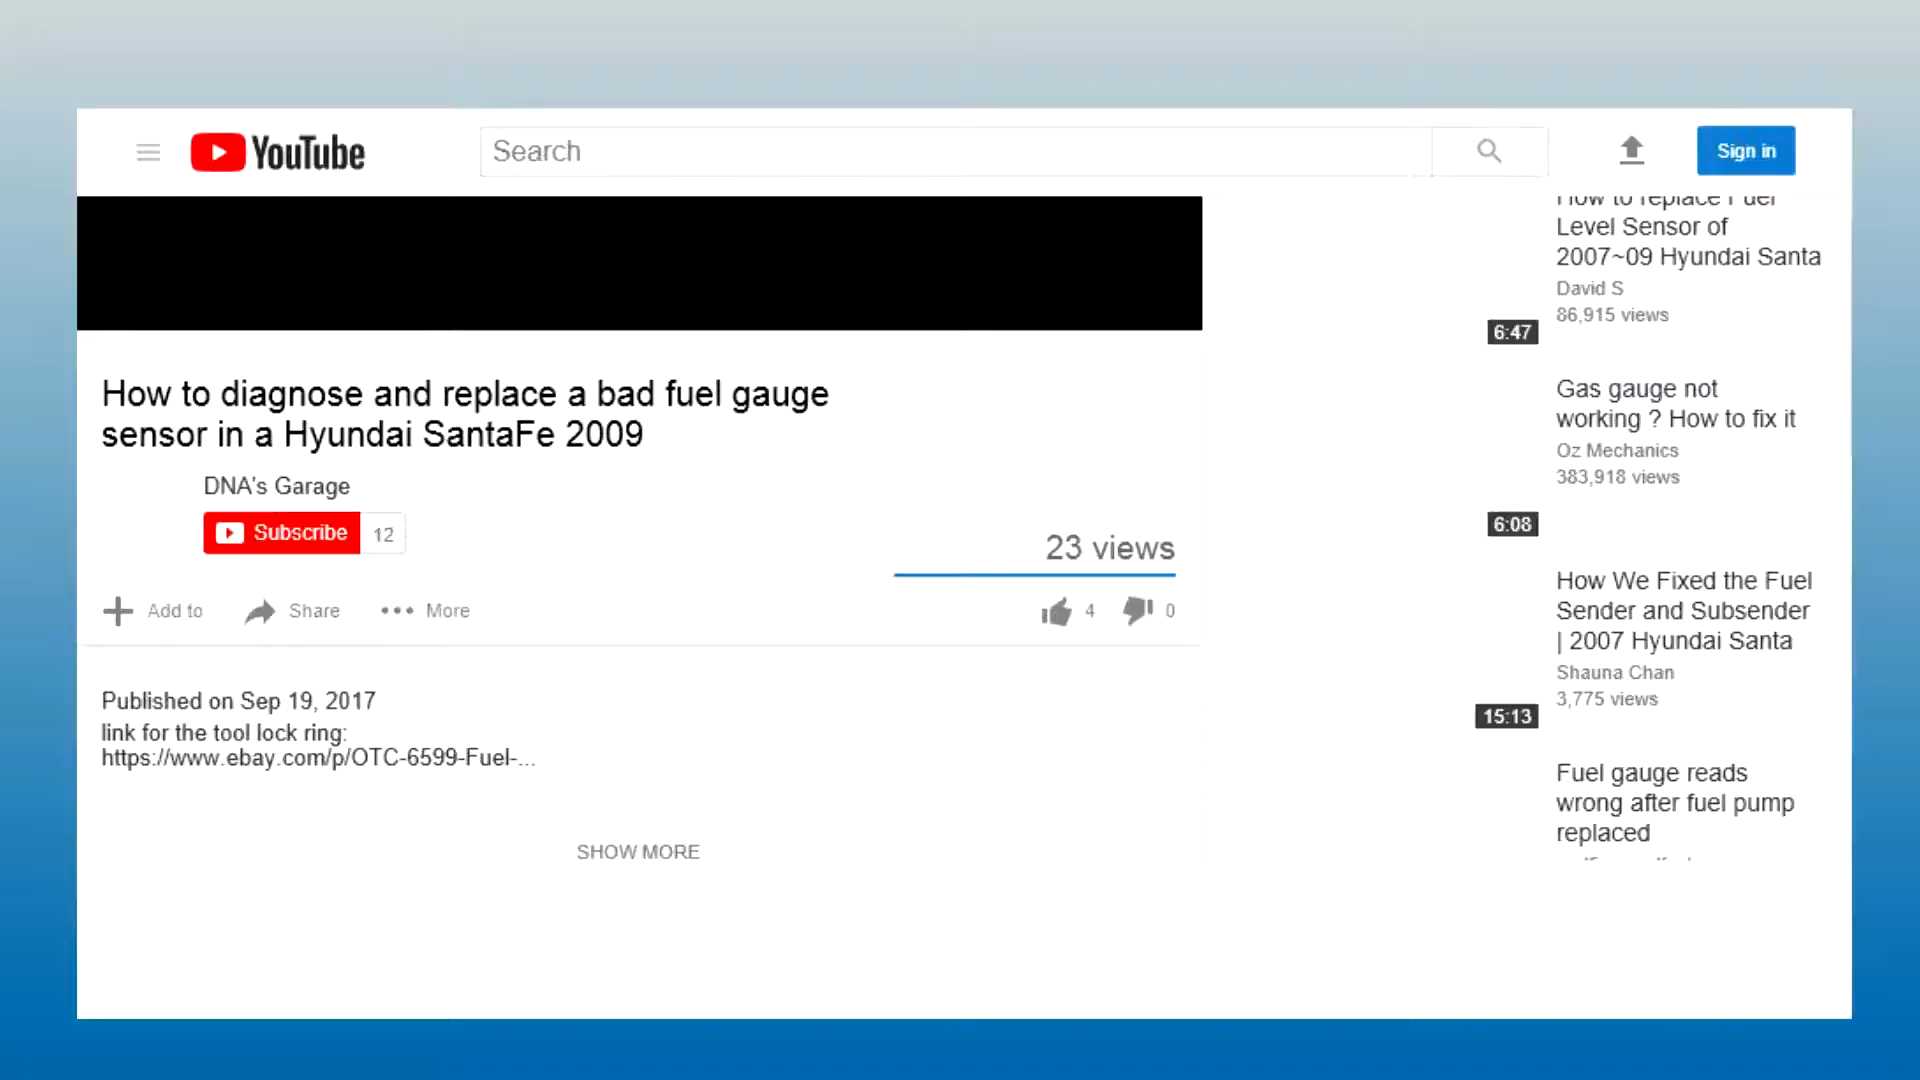 YouTube
Search
Sign in
How to replace Fuel
Level Sensor of
2007~09 Hyundai Santa
David S
86,915 views
6:47
How to diagnose and replace a bad fuel gauge
sensor in a Hyundai SantaFe 2009
DNA's Garage
Subscribe 12
23 views
Add to Share More
4 0
Published on Sep 19, 2017
link for the tool lock ring:
https://www.ebay.com/p/OTC-6599-Fuel-...
SHOW MORE
Gas gauge not
working ? How to fix it
Oz Mechanics
383,918 views
6:08
How We Fixed the Fuel
Sender and Subsender
| 2007 Hyundai Santa
Shauna Chan
3,775 views
15:13
Fuel gauge reads
wrong after fuel pump
replaced